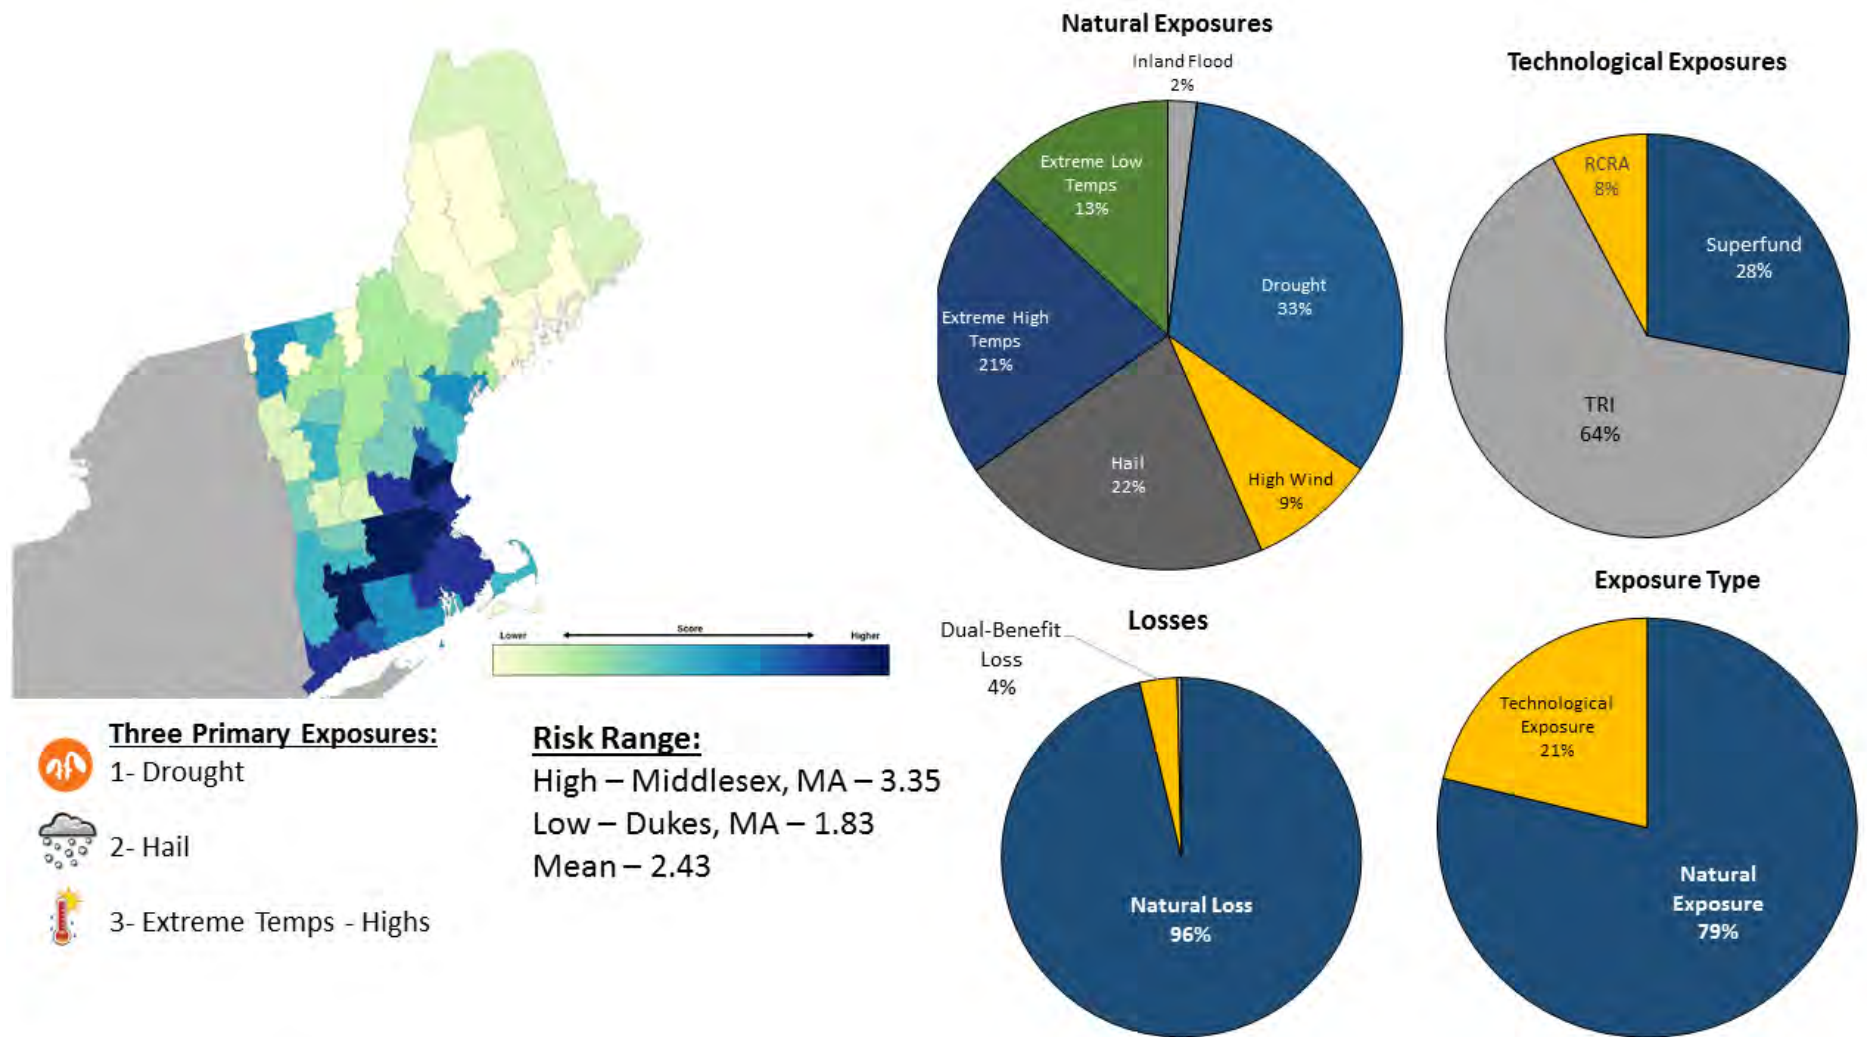 Natural Exposures
Inland Flood
2%
Extreme Low
Temps
13%
Drought
33%
Extreme High
Temps
21%
Hail
22%
High Wind
9%
Technological Exposures
RCRA
8%
Superfund
28%
TRI
64%
Lower
Score
Higher
Three Primary Exposures:
1- Drought
2- Hail
3- Extreme Temps - Highs
Risk Range:
High – Middlesex, MA – 3.35
Low – Dukes, MA – 1.83
Mean – 2.43
Losses
Dual-Benefit
Loss
4%
Natural Loss
96%
Exposure Type
Technological
Exposure
21%
Natural
Exposure
79%